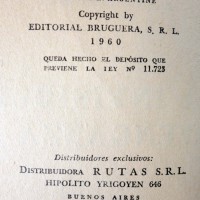 ARGENTINE
Copyright by
EDITORIAL BRUGUERA, S. R. L.
1960
QUEDA HECHO EL DEPÓSITO QUE
PREVIENE LA LEY Nº 11.723
Distribuidores exclusivos:
DISTRIBUIDORA RUTAS S.R.L.
HIPOLITO YRIGOYEN 646
BUENOS AIRES